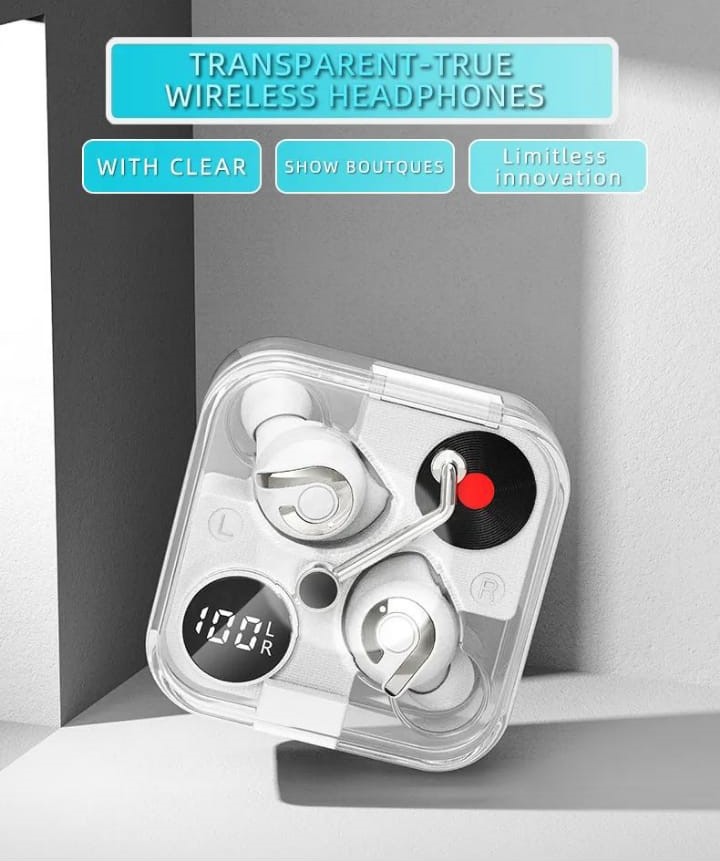 TRANSPARENT-TRUE
WIRELESS HEADPHONES
WITH CLEAR
SHOW BOUTQUES
Limitless
innovation
L
R
100 L
R